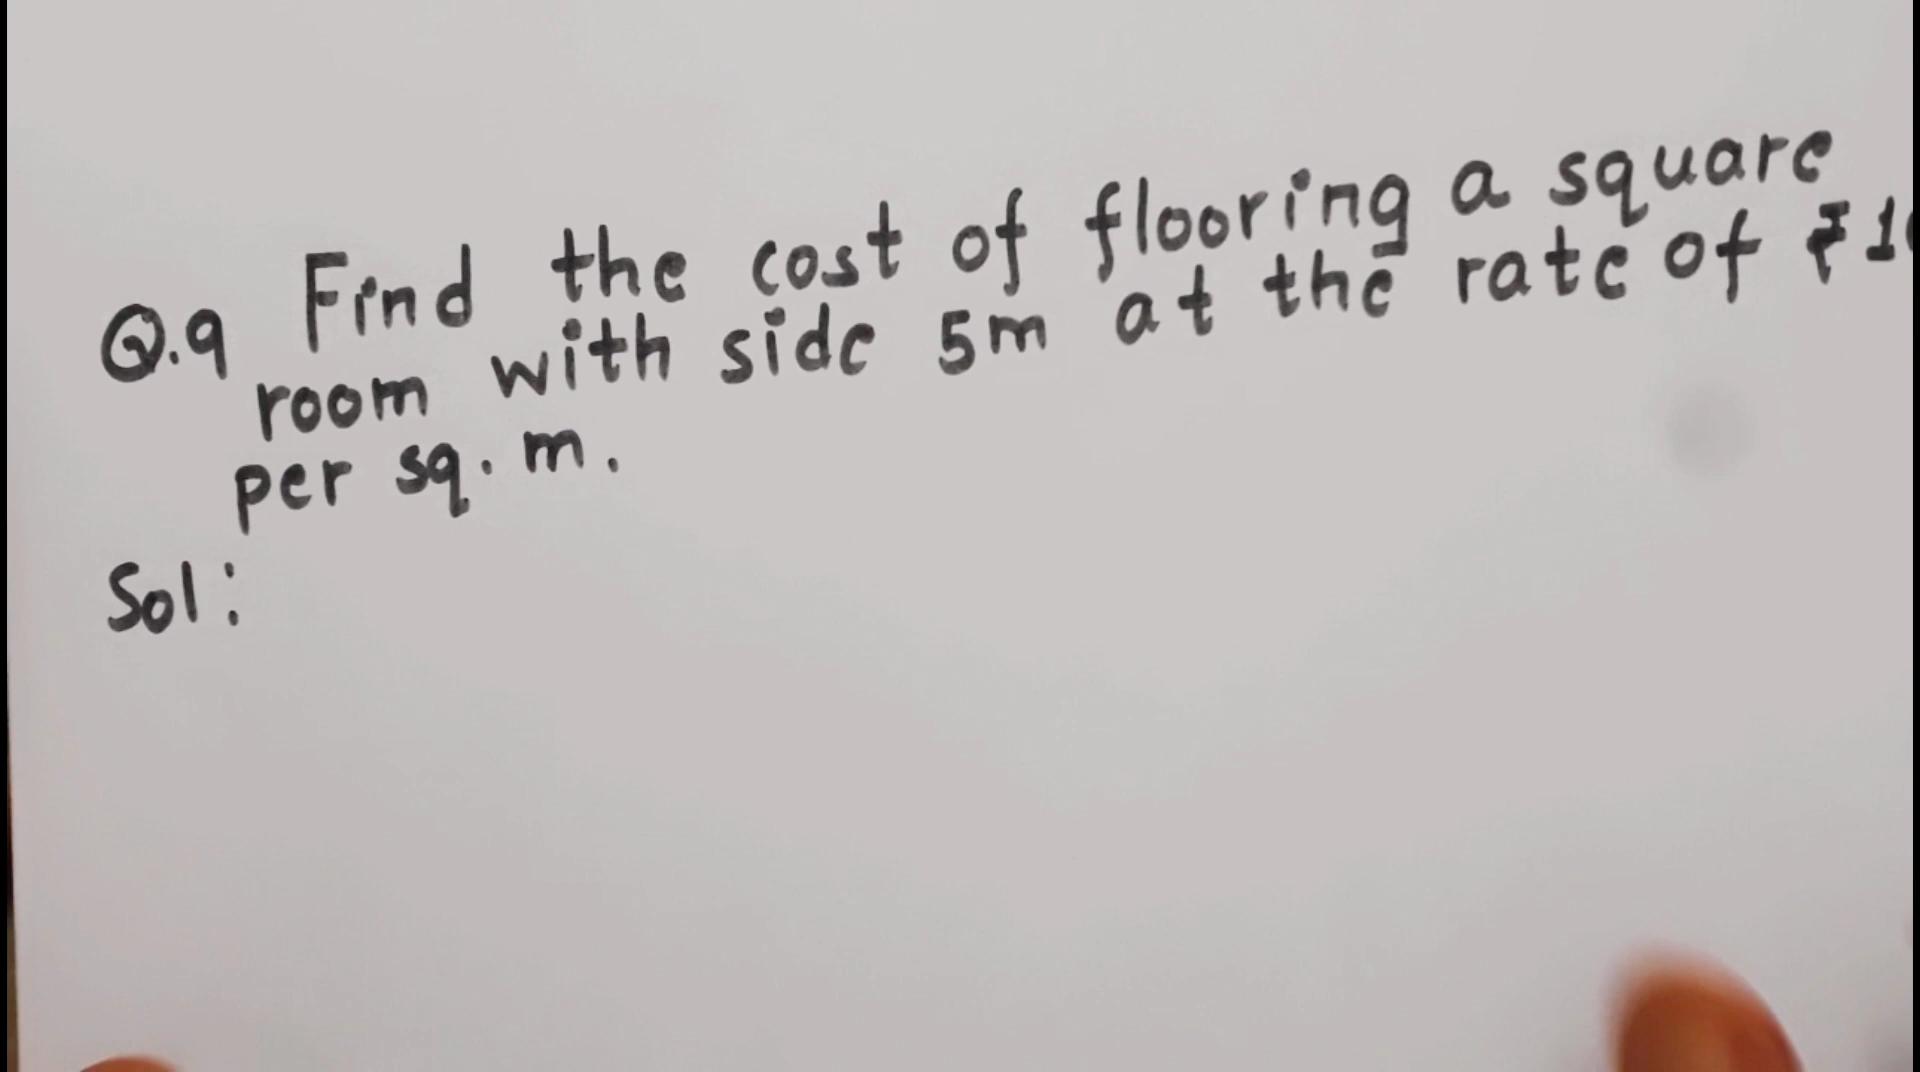 Q.9 Find the cost of flooring a square
room with side 5m at the rate of ₹
per sq. m.
Sol: